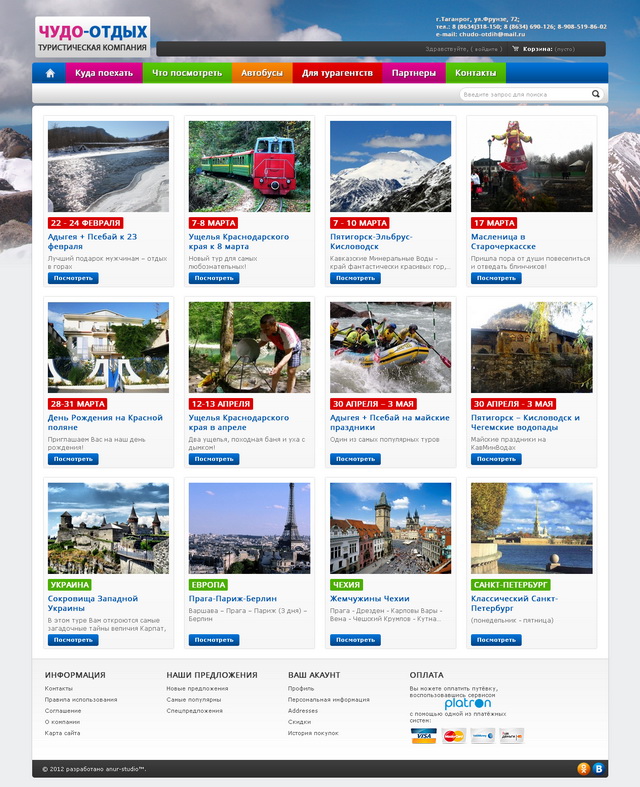 ЧУДО-ОТДЫХ
ТУРИСТИЧЕСКАЯ КОМПАНИЯ
г.Таганрог, ул.Фрунзе, 72;
тел.: 8 (8634)318-150; 8 (8634) 690-126; 8-908-519-86-02
e-mail: chudo-otdih@mail.ru
Здравствуйте, ( войдите ) Корзина: (пусто)
Куда поехать Что посмотреть Автобусы Для турагентств Партнеры Контакты
Введите запрос для поиска
22 - 24 ФЕВРАЛЯ
Адыгея + Псебай к 23
февраля
Лучший подарок мужчинам – отдых
в горах
Посмотреть
7-8 МАРТА
Ущелья Краснодарского
края к 8 марта
Новый тур для самых
любознательных!
Посмотреть
7 - 10 МАРТА
Пятигорск-Эльбрус-
Кисловодск
Кавказские Минеральные Воды -
край фантастически красивых гор,...
Посмотреть
17 МАРТА
Масленица в
Старочеркасске
Пришла пора от души повеселиться
и отведать блинчиков!
Посмотреть
28-31 МАРТА
День Рождения на Красной
поляне
Приглашаем Вас на наш день
рождения!
Посмотреть
12-13 АПРЕЛЯ
Ущелья Краснодарского
края в апреле
Два ущелья, походная баня и уха с
дымком!
Посмотреть
30 АПРЕЛЯ – 3 МАЯ
Адыгея + Псебай на майские
праздники
Один из самых популярных туров
Посмотреть
30 АПРЕЛЯ - 3 МАЯ
Пятигорск – Кисловодск и
Чегемские водопады
Майские праздники на
КавМинВодах
Посмотреть
УКРАИНА
Сокровища Западной
Украины
В этом туре Вам откроются самые
загадочные тайны величия Карпат,
Посмотреть
ЕВРОПА
Прага-Париж-Берлин
Варшава – Прага – Париж (3 дня) –
Берлин
Посмотреть
ЧЕХИЯ
Жемчужины Чехии
Прага - Дрезден - Карловы Вары -
Вена - Чешский Крумлов - Кутна...
Посмотреть
САНКТ-ПЕТЕРБУРГ
Классический Санкт-
Петербург
(понедельник - пятница)
Посмотреть
ИНФОРМАЦИЯ
Контакты
Правила использования
Соглашение
О компании
Карта сайта
НАШИ ПРЕДЛОЖЕНИЯ
Новые предложения
Самые популярны
Спецпредложения
ВАШ АКАУНТ
Профиль
Персональная информация
Addresses
Скидки
История покупок
ОПЛАТА
Вы можете оплатить путёвку,
воспользовавшись сервисом
platron
с помощью одной из платёжных
систем:
VISA MasterCard
© 2012 разработано anur-studio™.